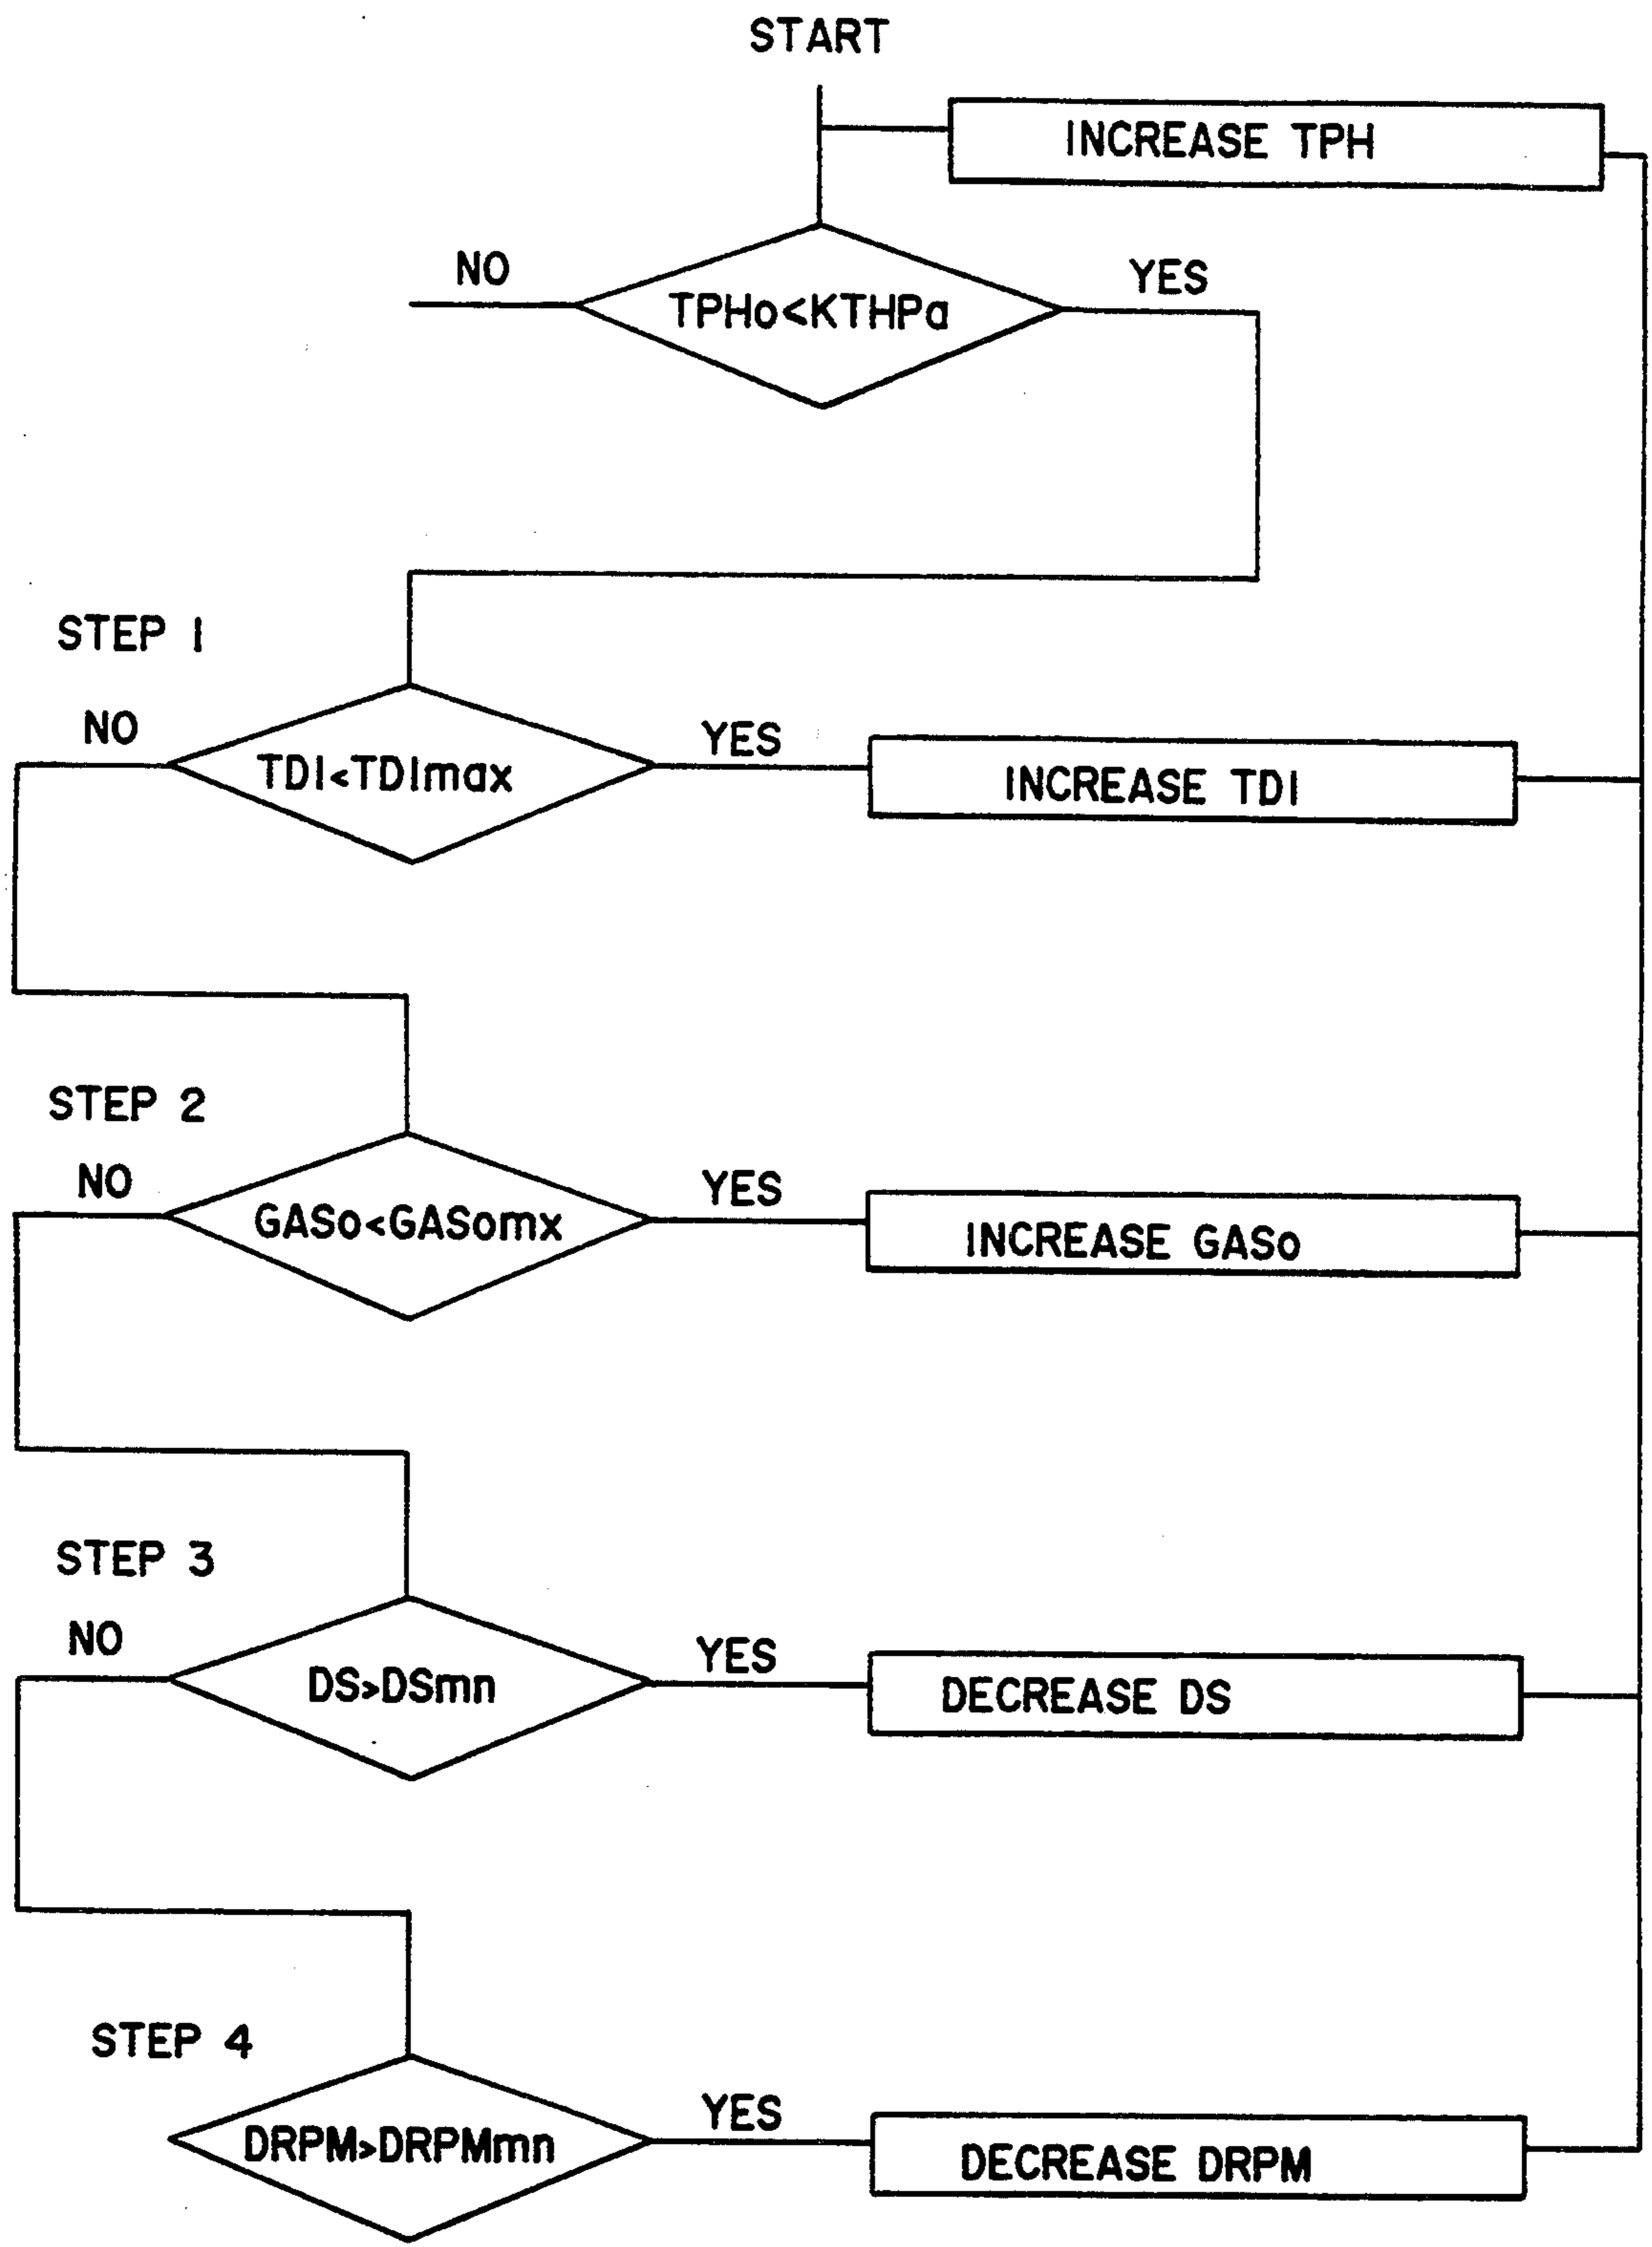 START
INCREASE TPH
NO
YES
TPHo<KTHPa
STEP 1
NO
YES
TDI<TDImax
INCREASE TDI
STEP 2
NO
YES
GASo<GASomx
INCREASE GASo
STEP 3
NO
YES
DS>DSmn
DECREASE DS
STEP 4
YES
DRPM>DRPMmn
DECREASE DRPM